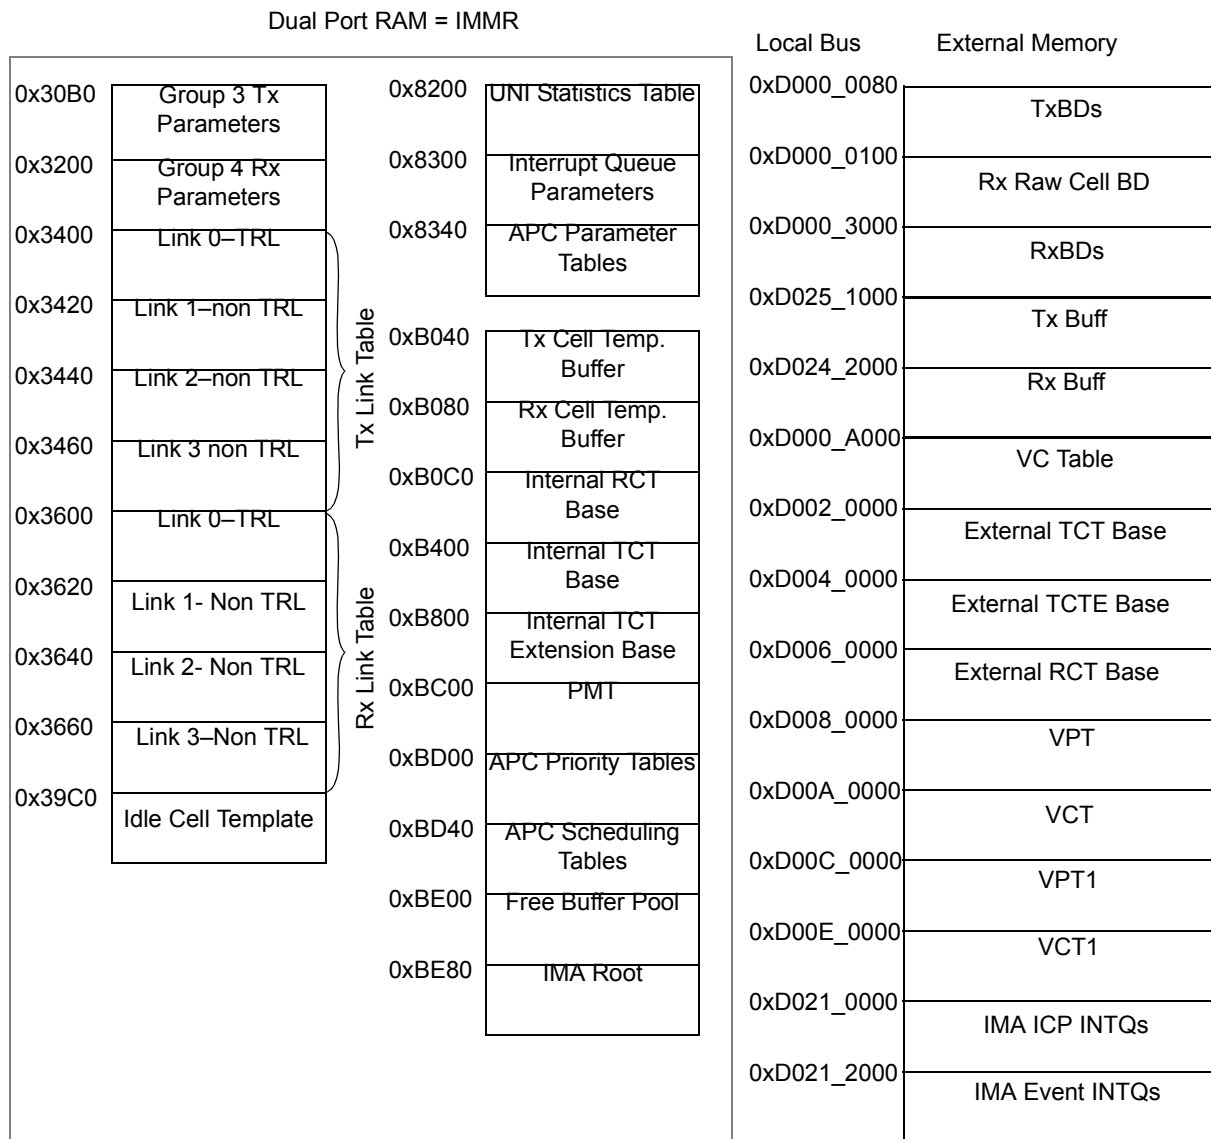 Dual Port RAM = IMMR
0x30B0
Group 3 Tx
Parameters
0x3200
Group 4 Rx
Parameters
0x3400
Link 0–TRL
0x3420
Link 1–non TRL
0x3440
Link 2–non TRL
0x3460
Link 3 non TRL
0x3600
Link 0–TRL
0x3620
Link 1- Non TRL
0x3640
Link 2- Non TRL
0x3660
Link 3–Non TRL
0x39C0
Idle Cell Template
Tx Link Table
Rx Link Table
0x8200
UNI Statistics Table
0x8300
Interrupt Queue
Parameters
0x8340
APC Parameter
Tables
0xB040
Tx Cell Temp.
Buffer
0xB080
Rx Cell Temp.
Buffer
0xB0C0
Internal RCT
Base
0xB400
Internal TCT
Base
0xB800
Internal TCT
Extension Base
0xBC00
PMT
0xBD00
APC Priority Tables
0xBD40
APC Scheduling
Tables
0xBE00
Free Buffer Pool
0xBE80
IMA Root
Local Bus
External Memory
0xD000_0080
TxBDs
0xD000_0100
Rx Raw Cell BD
0xD000_3000
RxBDs
0xD025_1000
Tx Buff
0xD024_2000
Rx Buff
0xD000_A000
VC Table
0xD002_0000
External TCT Base
0xD004_0000
External TCTE Base
0xD006_0000
External RCT Base
0xD008_0000
VPT
0xD00A_0000
VCT
0xD00C_0000
VPT1
0xD00E_0000
VCT1
0xD021_0000
IMA ICP INTQs
0xD021_2000
IMA Event INTQs